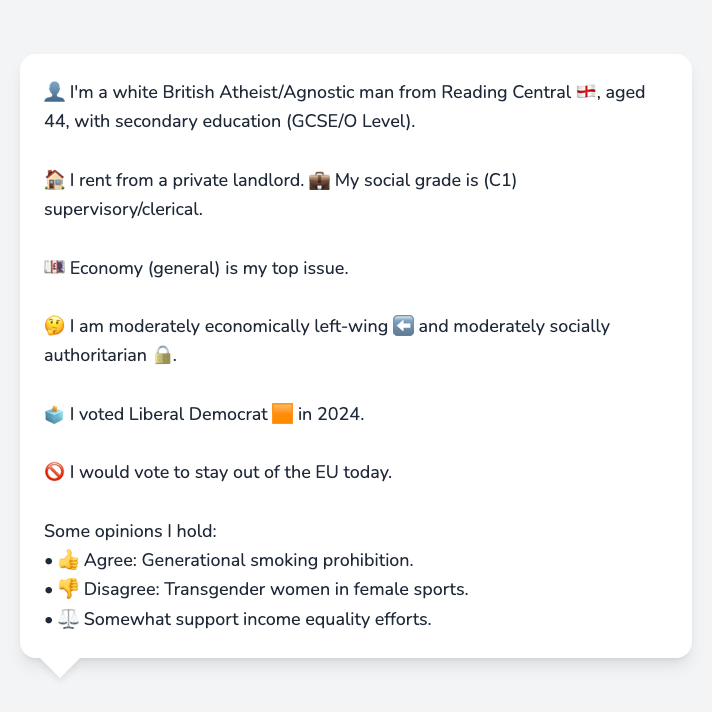 👤 I'm a white British Atheist/Agnostic man from Reading Central 🏴󠁧󠁢󠁥󠁮󠁧󠁿, aged
44, with secondary education (GCSE/O Level).
🏠 I rent from a private landlord. 💼 My social grade is (C1)
supervisory/clerical.
💷 Economy (general) is my top issue.
🤔 I am moderately economically left-wing ⬅️ and moderately socially
authoritarian 🔒.
🗳️ I voted Liberal Democrat 🟧 in 2024.
🚫 I would vote to stay out of the EU today.
Some opinions I hold:
• 👍 Agree: Generational smoking prohibition.
• 👎 Disagree: Transgender women in female sports.
• ⚖️ Somewhat support income equality efforts.